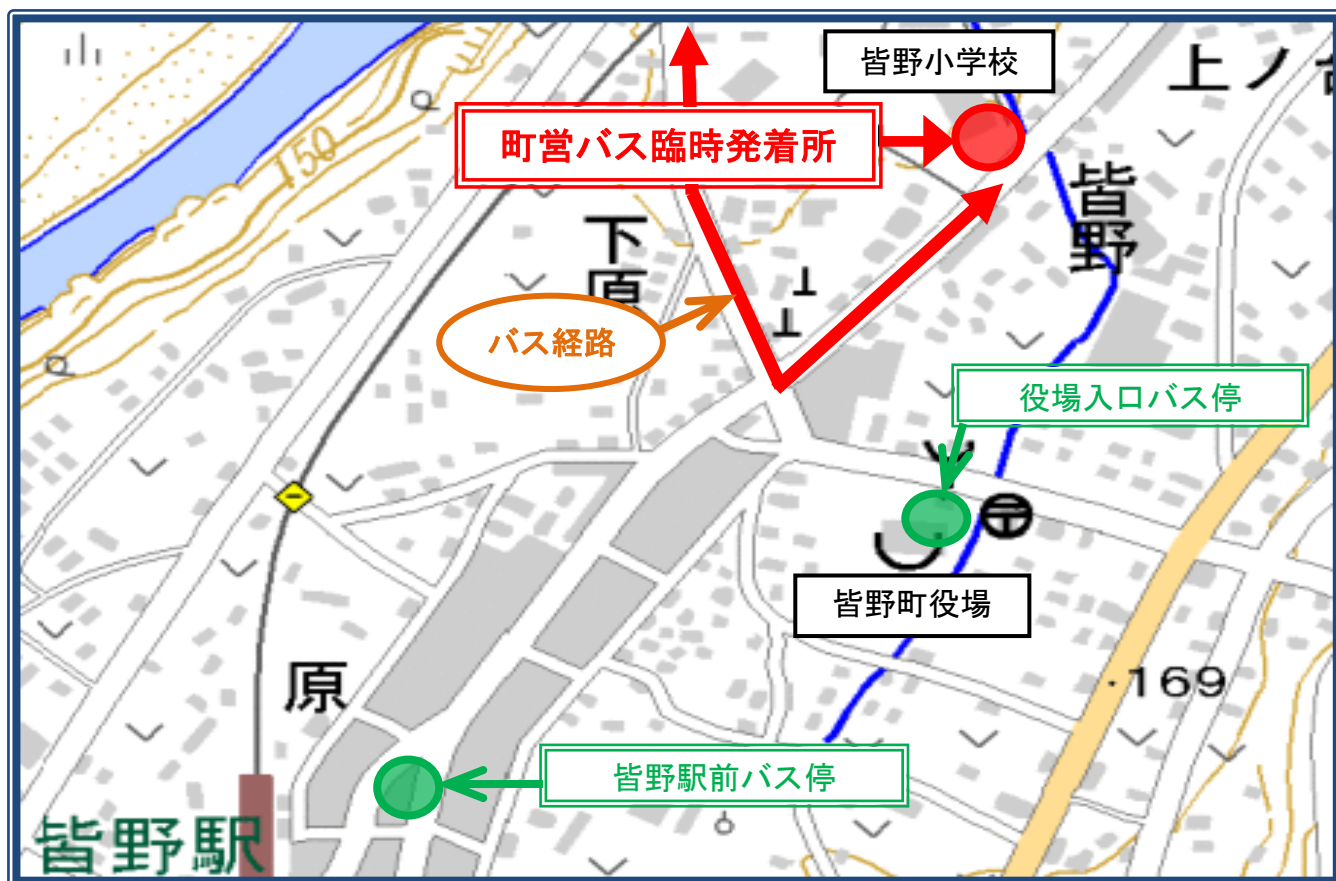 皆野小学校
上ノ
町営バス臨時発着所
150
皆野
下原
バス経路
役場入口バス停
皆野町役場
169
原
皆野駅前バス停
皆野駅